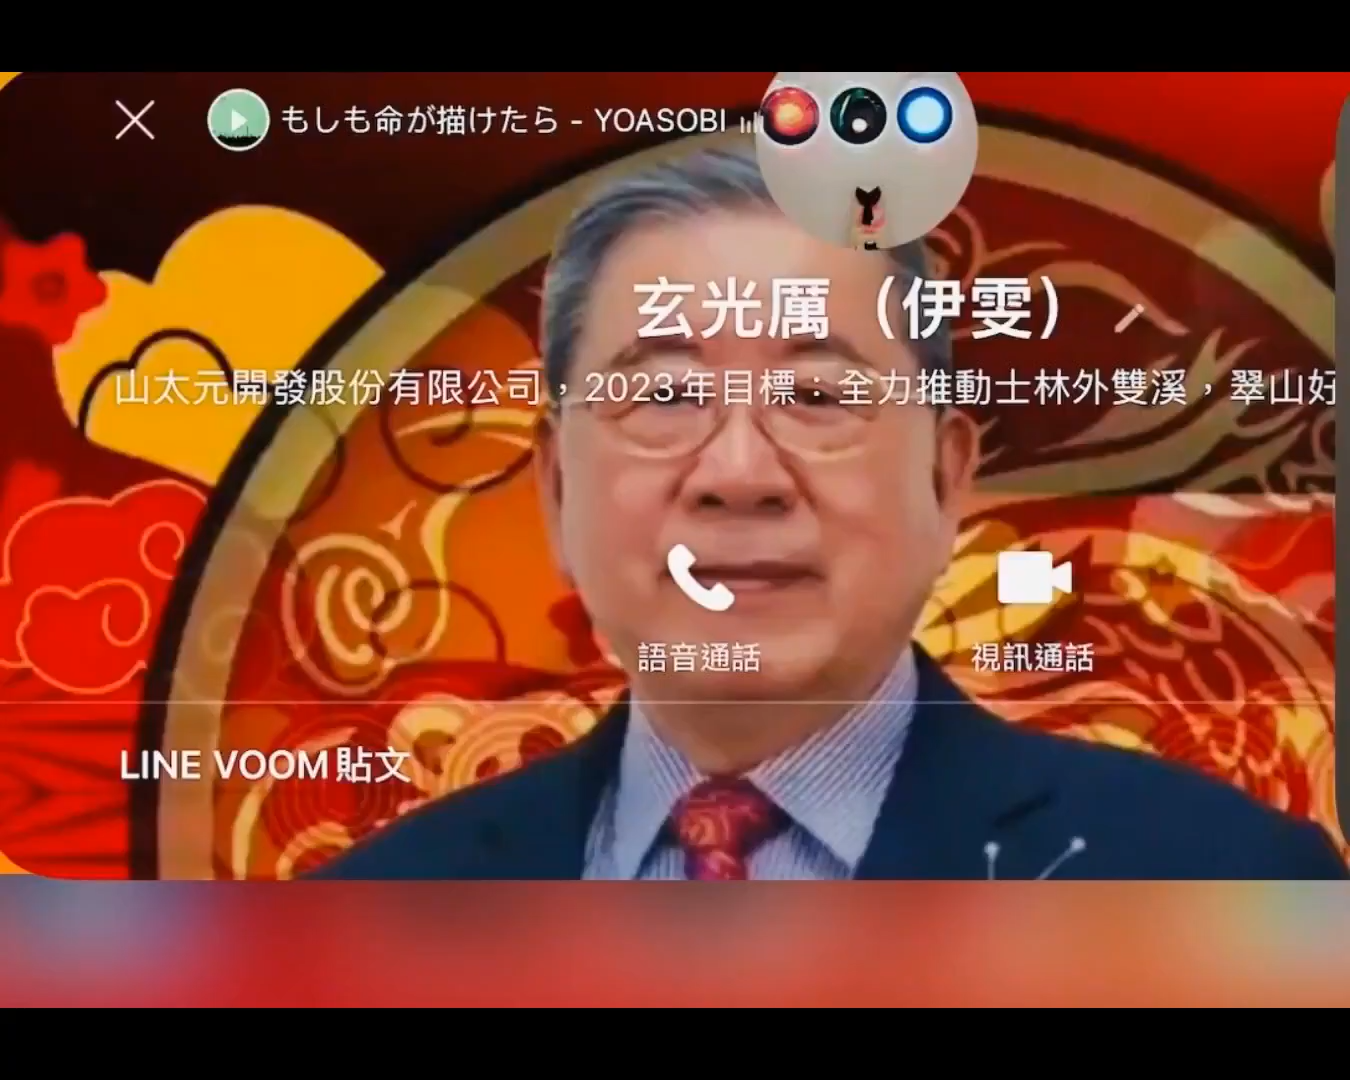 もしも命が描けたら - YOASOBI
玄光厲（伊雯）
山太元開發股份有限公司，2023年目標：全力推動士林外雙溪，翠山好
語音通話
視訊通話
LINE VOOM貼文